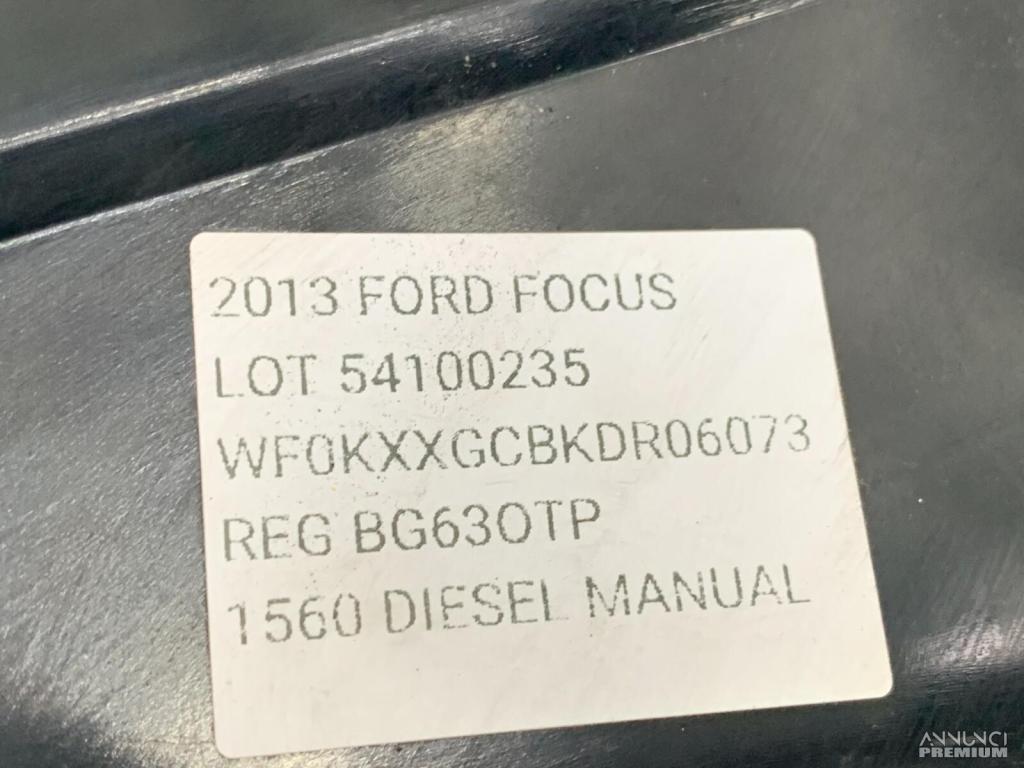 2013 FORD FOCUS
LOT 54100235
WF0KXXGCBKDR06073
REG BG63OTP
1560 DIESEL MANUAL
ANNUNCI
PREMIUM